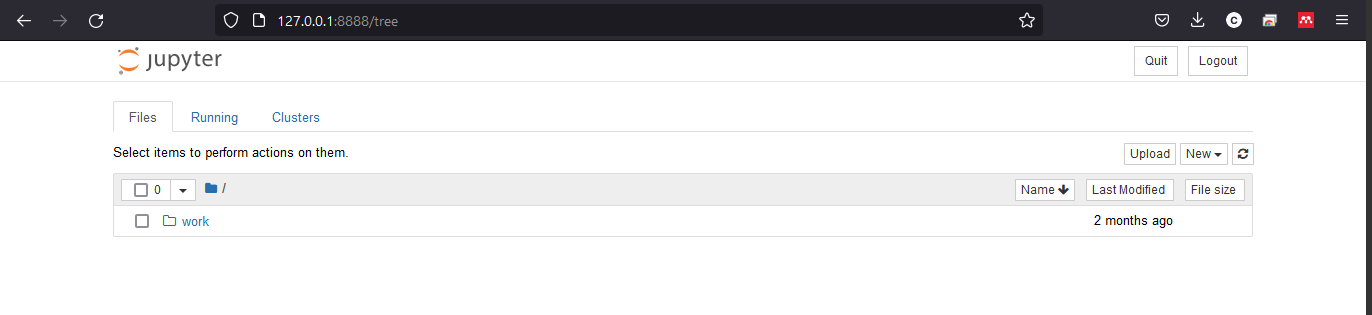 127.0.0.1:8888/tree
C
jupyter
Quit
Logout
Files
Running
Clusters
Select items to perform actions on them.
Upload
New
0
/
Name
Last Modified
File size
work
2 months ago